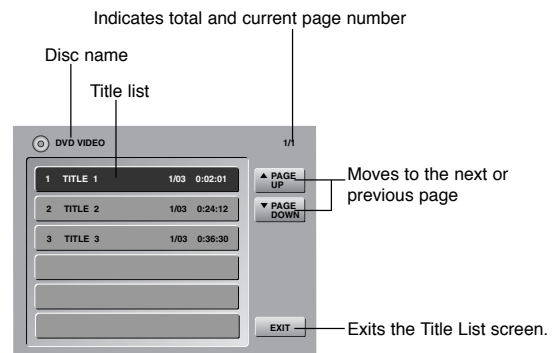 Indicates total and current page number
Disc name
Title list
DVD VIDEO 1/1
1 TITLE 1 1/03 0:02:01
2 TITLE 2 1/03 0:24:12
3 TITLE 3 1/03 0:36:30
▲ PAGE
UP
▼ PAGE
DOWN
Moves to the next or
previous page
EXIT
Exits the Title List screen.